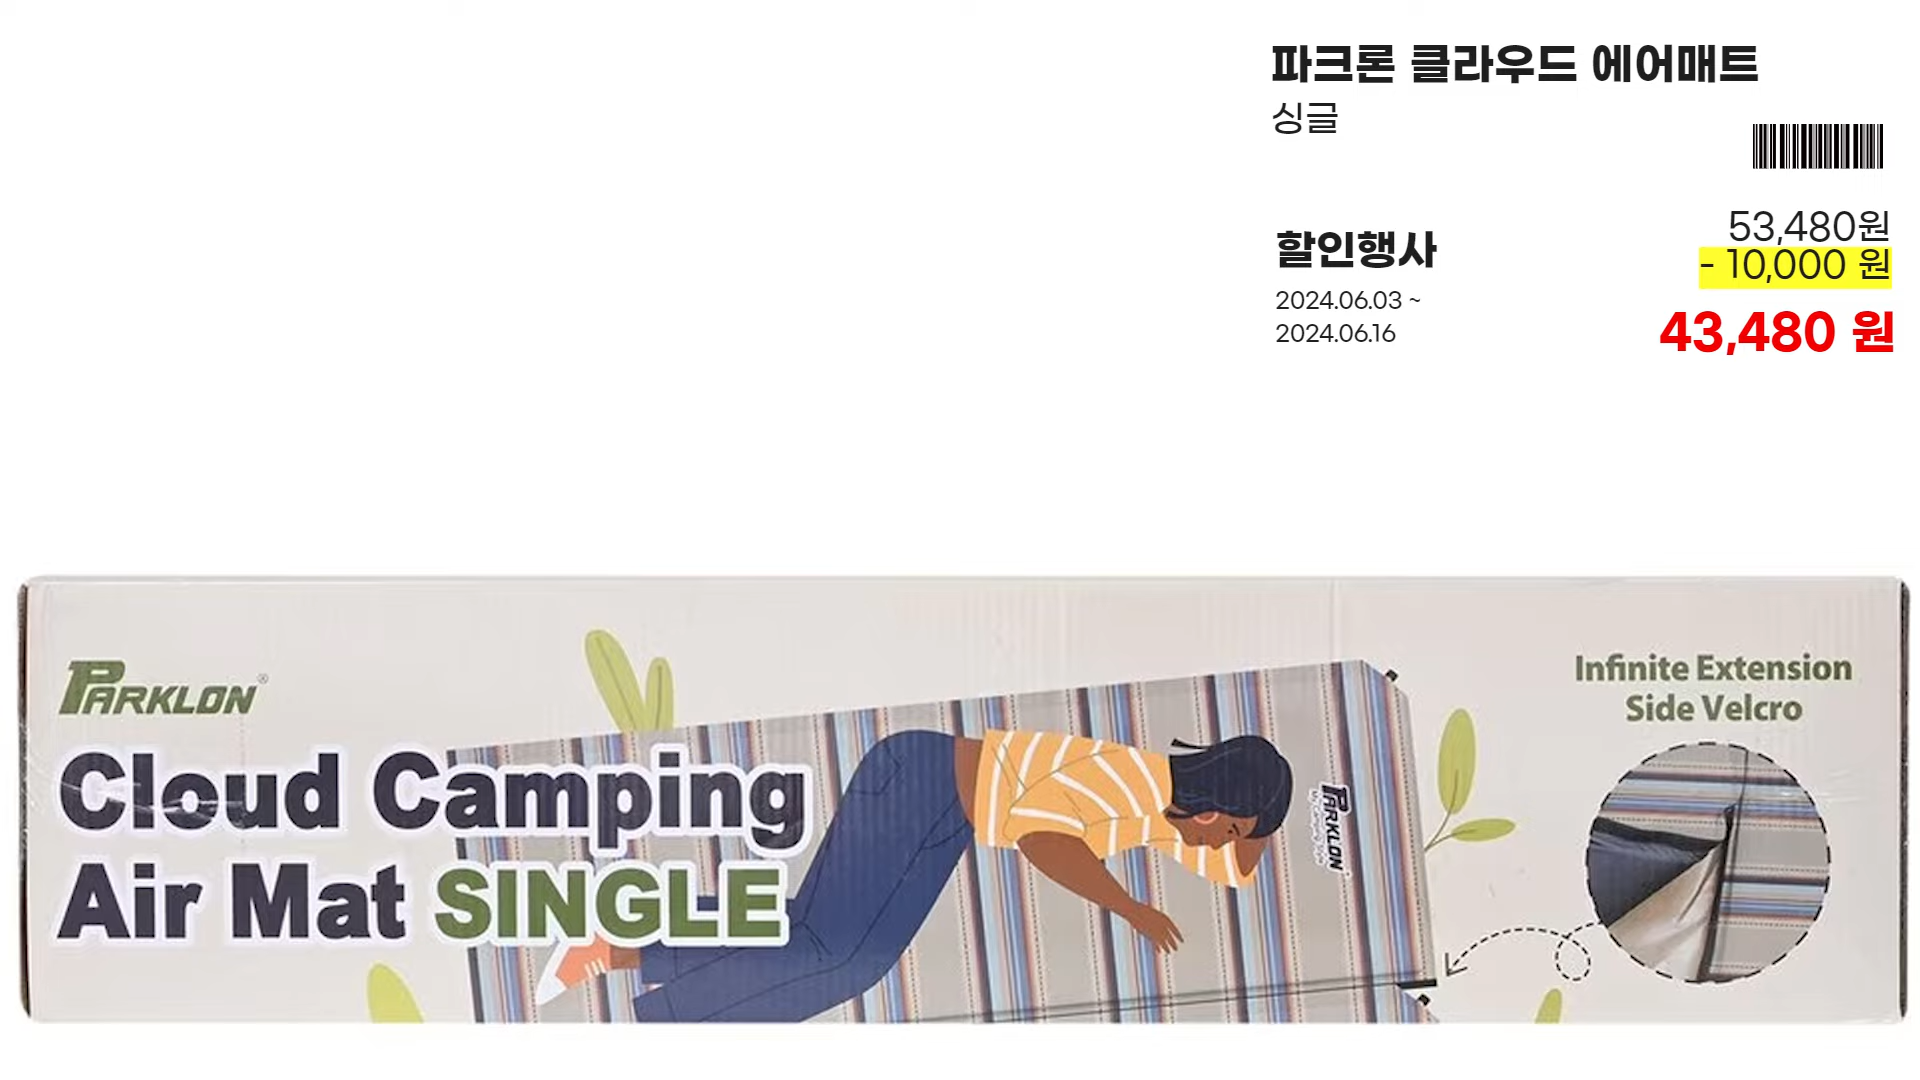 파크론 클라우드 에어매트
싱글
53,480원
- 10,000 원
할인행사
2024.06.03 ~
2024.06.16
43,480 원
PARKLON®
Cloud Camping
Air Mat SINGLE
PARKLON
Infinite Extension
Side Velcro